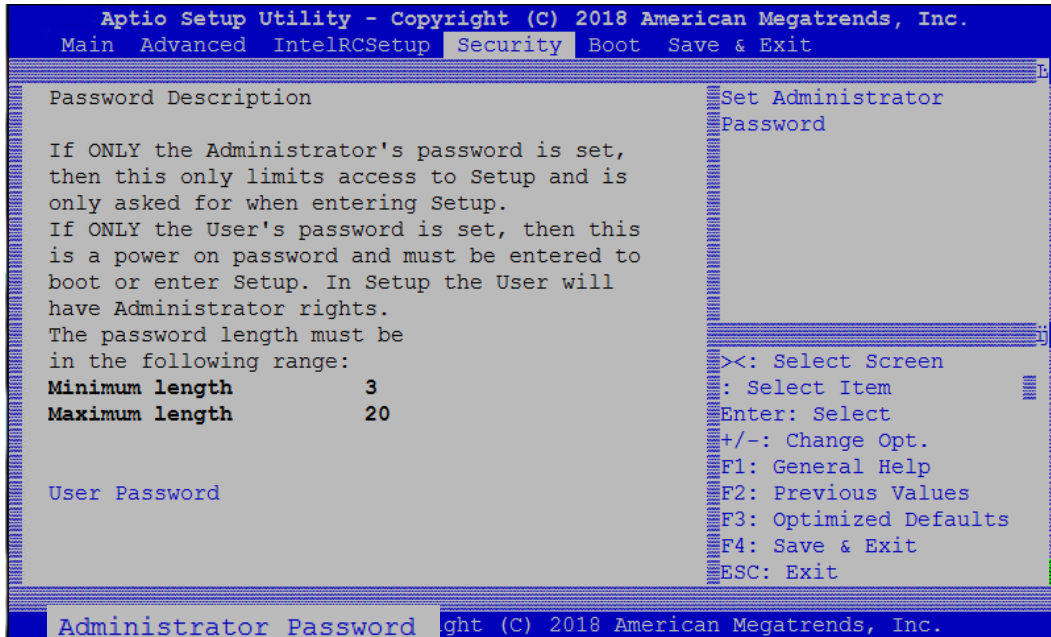 Aptio Setup Utility - Copyright (C) 2018 American Megatrends, Inc.
Main Advanced IntelRCSetup Security Boot Save & Exit
Password Description
If ONLY the Administrator's password is set,
then this only limits access to Setup and is
only asked for when entering Setup.
If ONLY the User's password is set, then this
is a power on password and must be entered to
boot or enter Setup. In Setup the User will
have Administrator rights.
The password length must be
in the following range:
Minimum length 3
Maximum length 20
User Password
Set Administrator
Password
><: Select Screen
: Select Item
Enter: Select
+/-: Change Opt.
F1: General Help
F2: Previous Values
F3: Optimized Defaults
F4: Save & Exit
ESC: Exit
Administrator Password ght (C) 2018 American Megatrends, Inc.